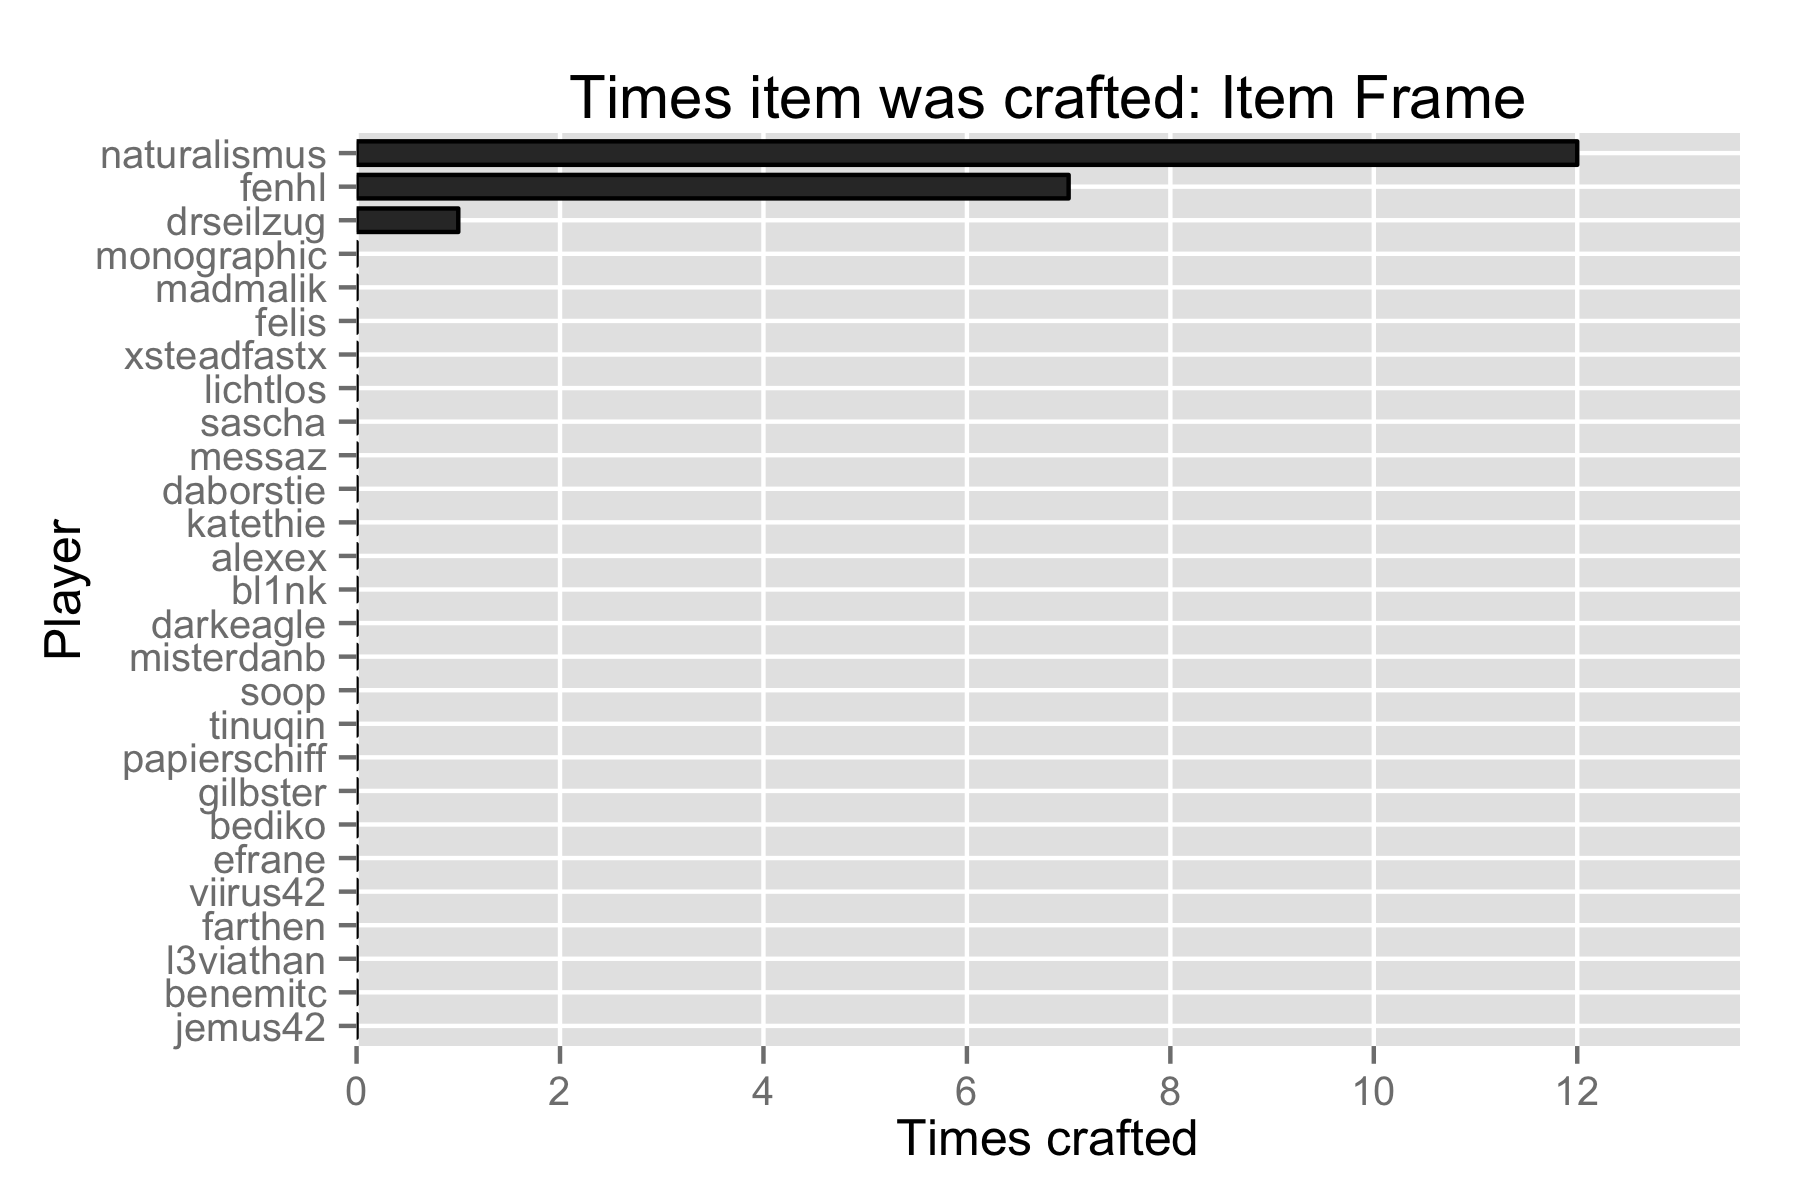 Times item was crafted: Item Frame
naturalismus
fenhl
drseilzug
monographic
madmalik
felis
xsteadfastx
lichtlos
sascha
messaz
daborstie
katethie
alexex
bl1nk
darkeagle
misterdanb
soop
tinuqin
papierschiff
gilbster
bediko
efrane
viirus42
farthen
l3viathan
benemitc
jemus42
Player
0 2 4 6 8 10 12
Times crafted